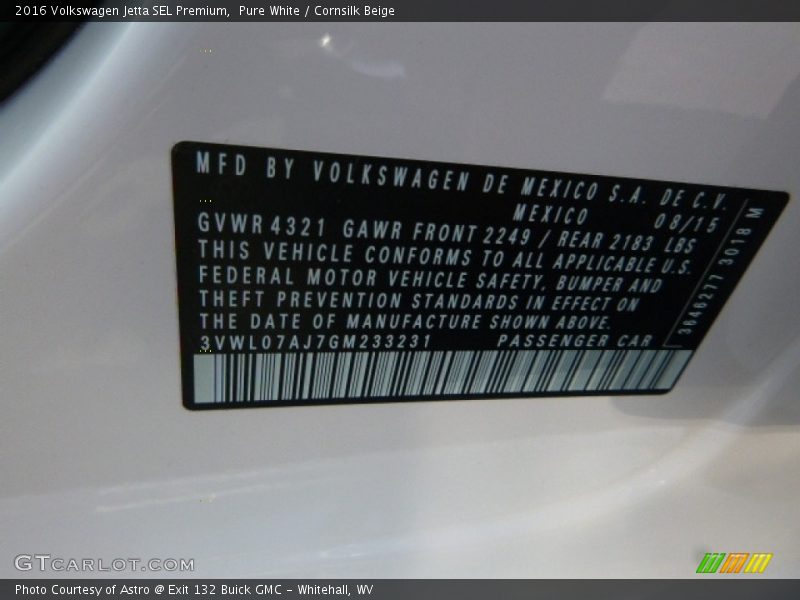 2016 Volkswagen Jetta SEL Premium,  Pure White / Cornsilk Beige
MFD BY VOLKSWAGEN DE MEXICO S.A. DE C.V.
MEXICO 08/15
GVWR 4321 GAWR FRONT 2249 / REAR 2183 LBS
THIS VEHICLE CONFORMS TO ALL APPLICABLE U.S.
FEDERAL MOTOR VEHICLE SAFETY, BUMPER AND
THEFT PREVENTION STANDARDS IN EFFECT ON
THE DATE OF MANUFACTURE SHOWN ABOVE.
3VWL07AJ7GM233231 PASSENGER CAR
3646277 3018 M
GTCARLOT.COM
Photo Courtesy of Astro @ Exit 132 Buick GMC - Whitehall, WV